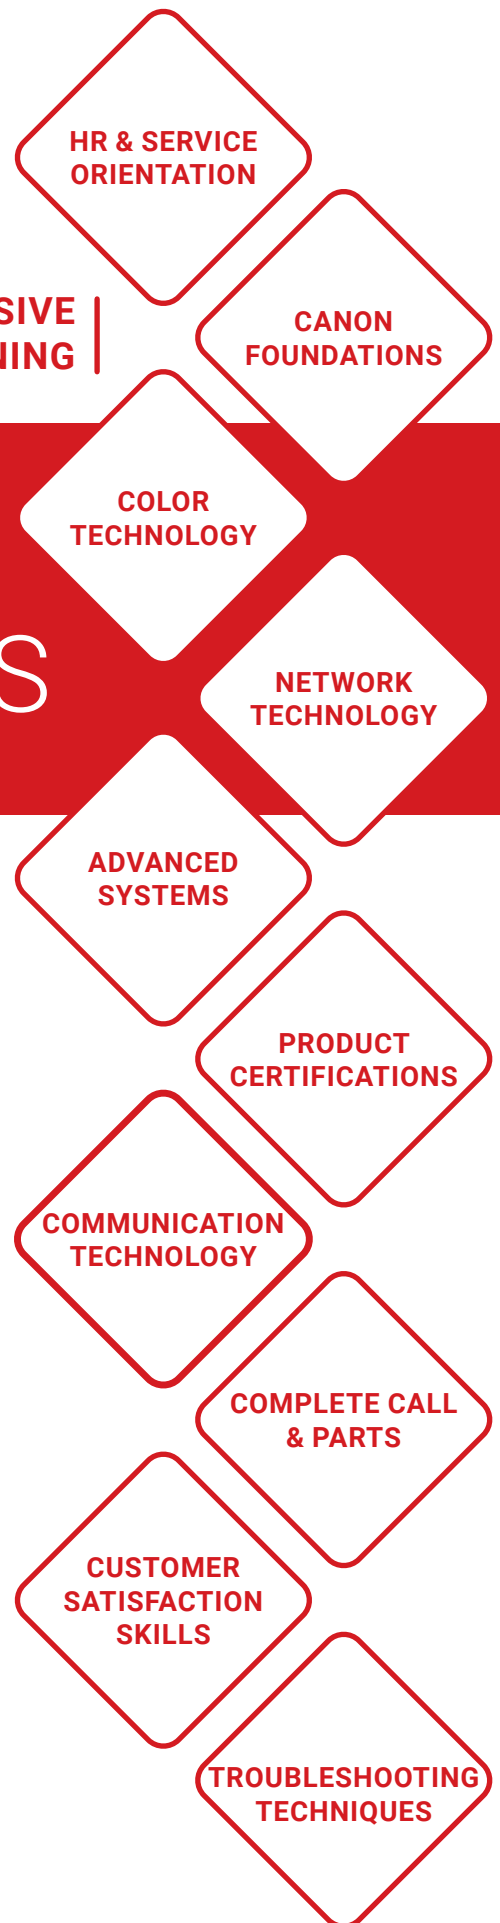 HR & SERVICE
ORIENTATION
SIVE
NING
CANON
FOUNDATIONS
COLOR
TECHNOLOGY
S
NETWORK
TECHNOLOGY
ADVANCED
SYSTEMS
PRODUCT
CERTIFICATIONS
COMMUNICATION
TECHNOLOGY
COMPLETE CALL
& PARTS
CUSTOMER
SATISFACTION
SKILLS
TROUBLESHOOTING
TECHNIQUES